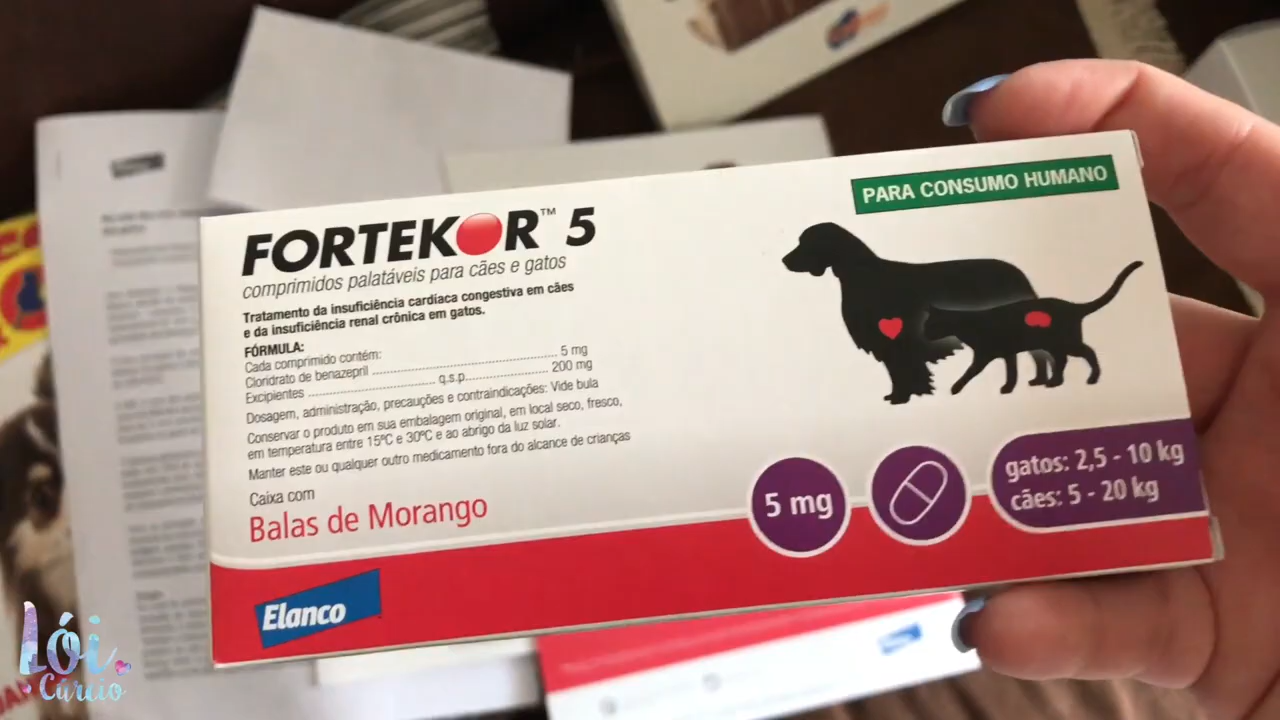 PARA CONSUMO HUMANO
FORTEKOR™ 5
comprimidos palatáveis para cães e gatos
Tratamento da insuficiência cardíaca congestiva em cães
e da insuficiência renal crônica em gatos.
FÓRMULA:
Cada comprimido contém:
Cloridrato de benazepril ........................................ 5 mg
Excipientes ........................... q.s.p.................. 200 mg
Dosagem, administração, precauções e contraindicações: Vide bula
Conservar o produto em sua embalagem original, em local seco, fresco,
em temperatura entre 15ºC e 30ºC e ao abrigo da luz solar.
Manter este ou qualquer outro medicamento fora do alcance de crianças
Caixa com
Balas de Morango
5 mg
gatos: 2,5 - 10 kg
cães: 5 - 20 kg
Elanco
Lói
Cúrcio